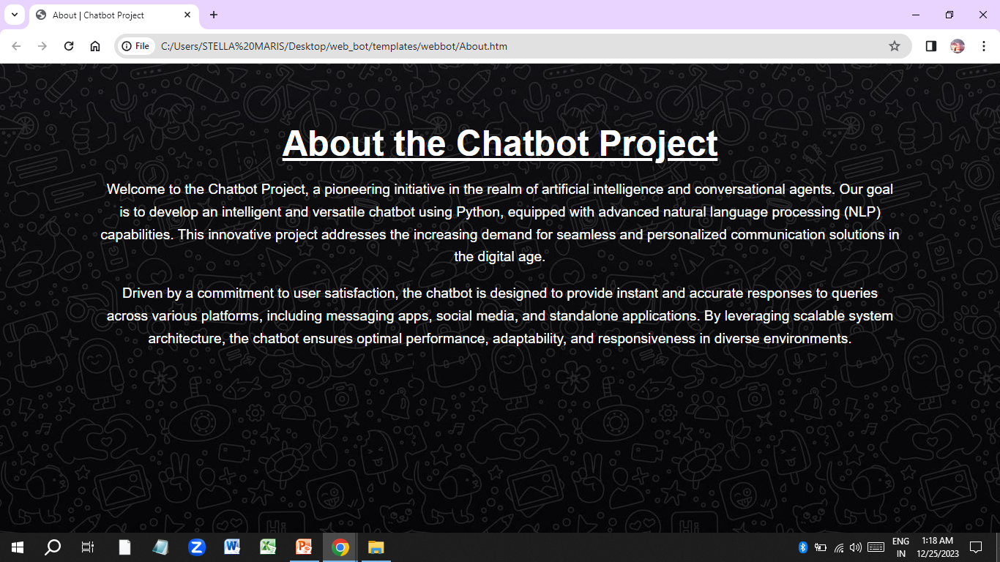 About | Chatbot Project
File
C:/Users/STELLA%20MARIS/Desktop/web_bot/templates/webbot/About.htm
About the Chatbot Project
Welcome to the Chatbot Project, a pioneering initiative in the realm of artificial intelligence and conversational agents. Our goal
is to develop an intelligent and versatile chatbot using Python, equipped with advanced natural language processing (NLP)
capabilities. This innovative project addresses the increasing demand for seamless and personalized communication solutions in
the digital age.
Driven by a commitment to user satisfaction, the chatbot is designed to provide instant and accurate responses to queries
across various platforms, including messaging apps, social media, and standalone applications. By leveraging scalable system
architecture, the chatbot ensures optimal performance, adaptability, and responsiveness in diverse environments.
Hi
Hi
ENG 1:18 AM
IN 12/25/2023